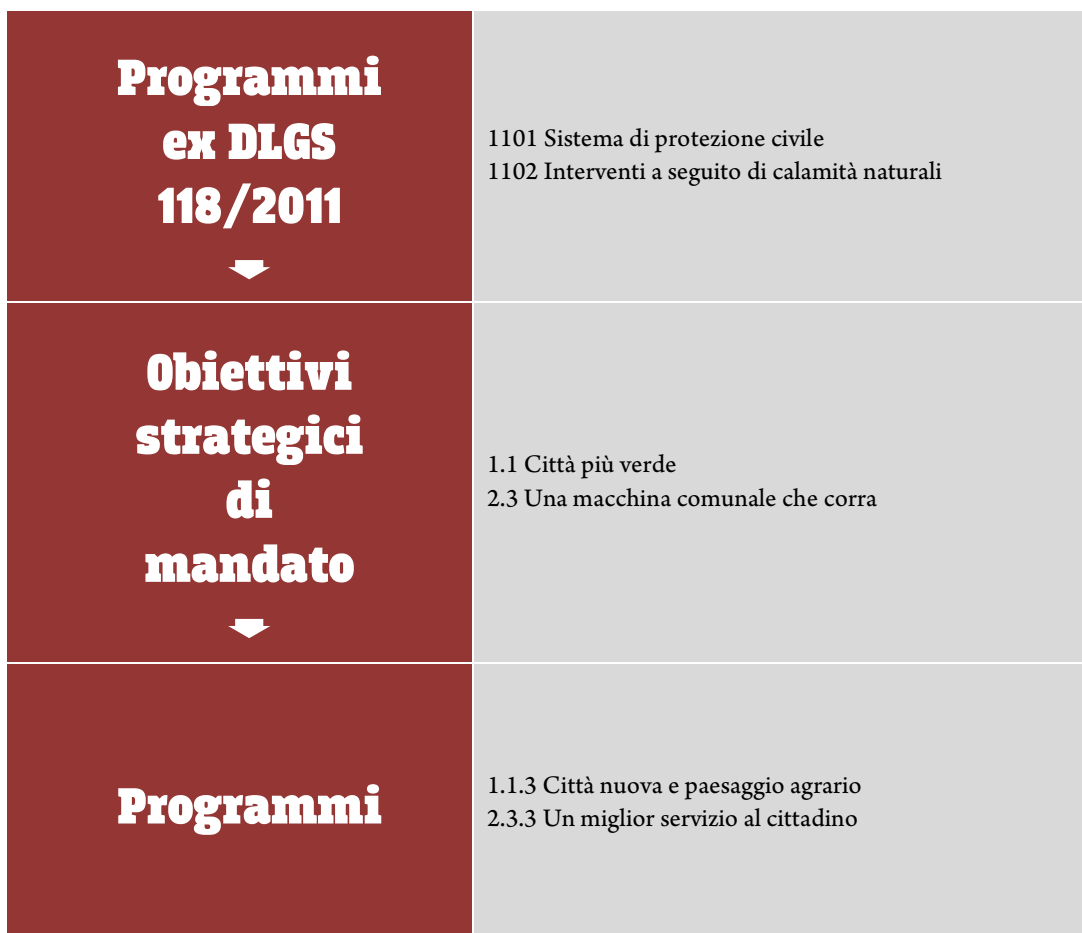 Programmi
ex DLGS
118/2011
1101 Sistema di protezione civile
1102 Interventi a seguito di calamità naturali
Obiettivi
strategici
di
mandato
1.1 Città più verde
2.3 Una macchina comunale che corra
Programmi
1.1.3 Città nuova e paesaggio agrario
2.3.3 Un miglior servizio al cittadino